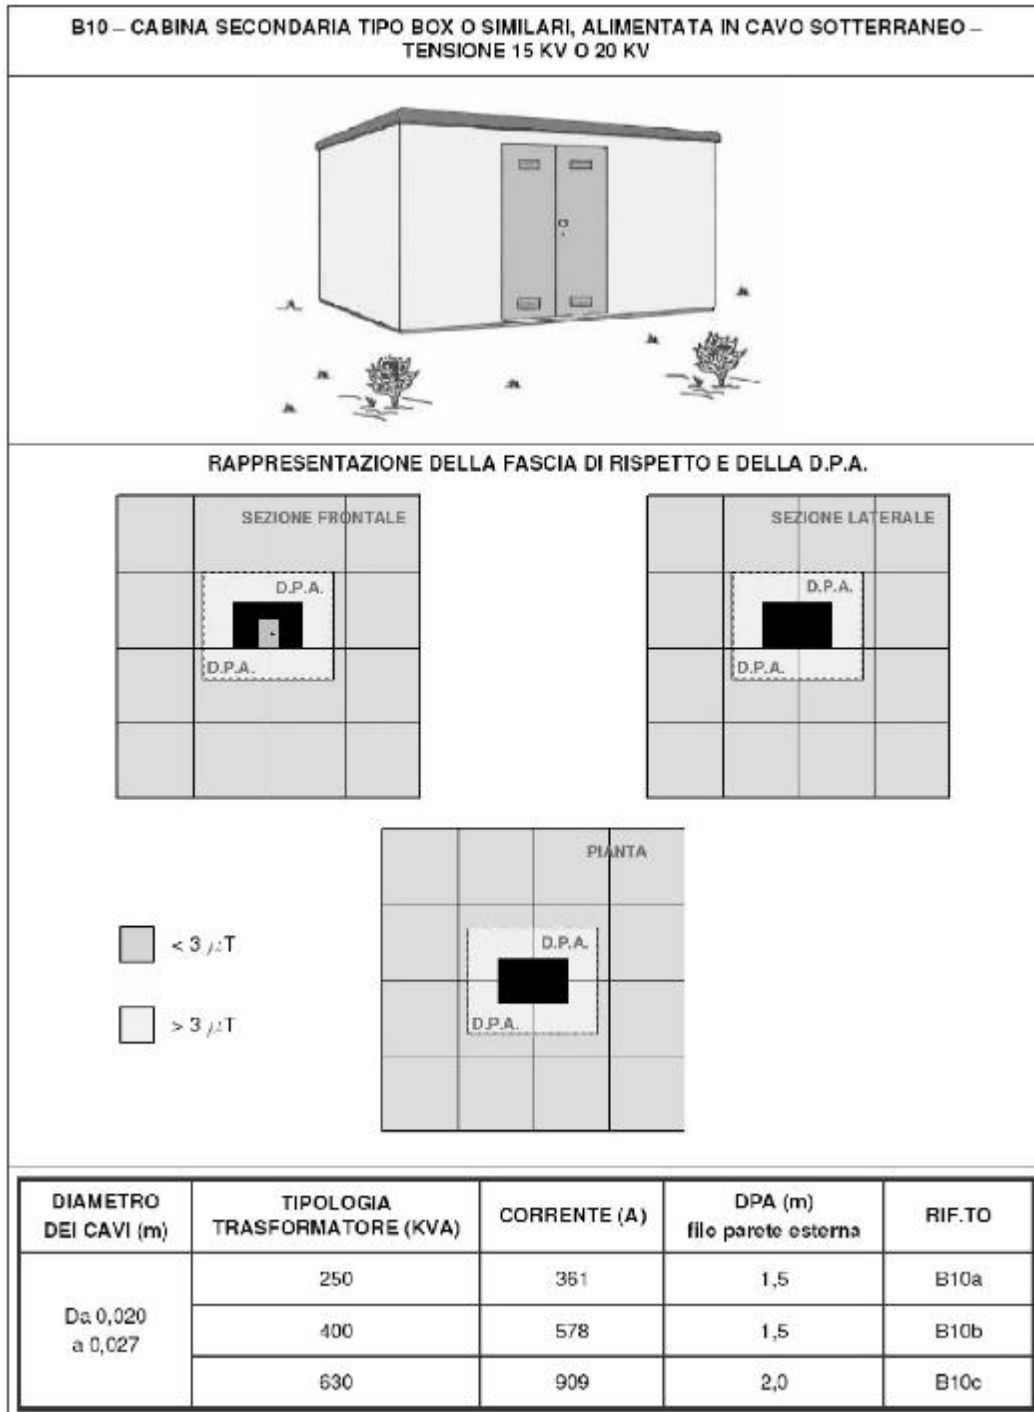 B10 – CABINA SECONDARIA TIPO BOX O SIMILARI, ALIMENTATA IN CAVO SOTTERRANEO –
TENSIONE 15 KV O 20 KV
RAPPRESENTAZIONE DELLA FASCIA DI RISPETTO E DELLA D.P.A.
SEZIONE FRONTALE
D.P.A.
D.P.A.
SEZIONE LATERALE
D.P.A.
D.P.A.
PIANTA
D.P.A.
D.P.A.
< 3 μT
> 3 μT
DIAMETRO
DEI CAVI (m)
TIPOLOGIA
TRASFORMATORE (KVA)
CORRENTE (A)
DPA (m)
filo parete esterna
RIF.TO
Da 0,020
a 0,027
250
361
1,5
B10a
400
578
1,5
B10b
630
909
2,0
B10c